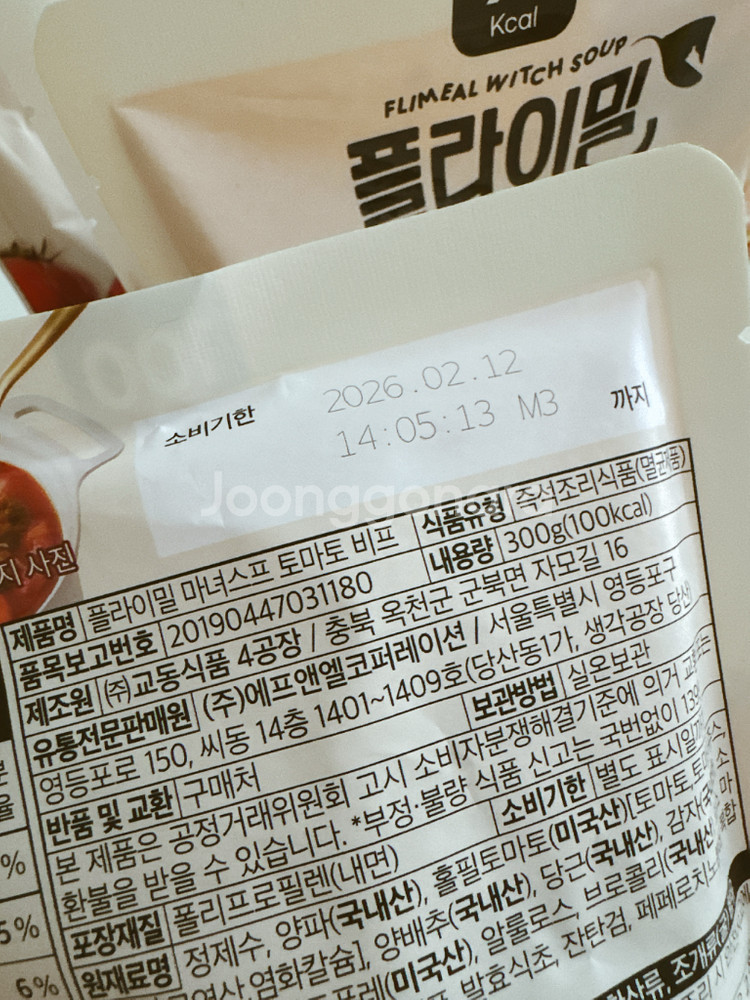 Kcal
FLIMEAL WITCH SOUP
플라이밀
소비기한
2026.02.12
14:05:13 M3
까지
Joonggon
지 사진
제품명 플라이밀 마녀스프 토마토 비프 식품유형 즉석조리식품(멸균품)
품목보고번호 20190447031180 내용량 300g(100kcal)
제조원 ㈜교동식품 4공장 / 충북 옥천군 군북면 자모길 16
유통전문판매원 (주)에프앤엘코퍼레이션 / 서울특별시 영등포구
영등포로 150, 씨동 14층 1401~1409호(당산동1가, 생각공장 당산)
반품 및 교환 구매처 보관방법 실온보관
본 제품은 공정거래위원회 고시 소비자분쟁해결기준에 의거 교환 또는
환불을 받을 수 있습니다. *부정·불량 식품 신고는 국번없이 13
포장재질 폴리프로필렌(내면) 소비기한 별도 표시일까지
원재료명 정제수, 양파(국내산), 홀필토마토(미국산)[토마토,
염화칼슘], 양배추(국내산), 당근(국내산), 감자
(미국산), 알룰로스, 브로콜리(국내산
발효식초, 잔탄검, 페페로치노
5%
6%
%
율